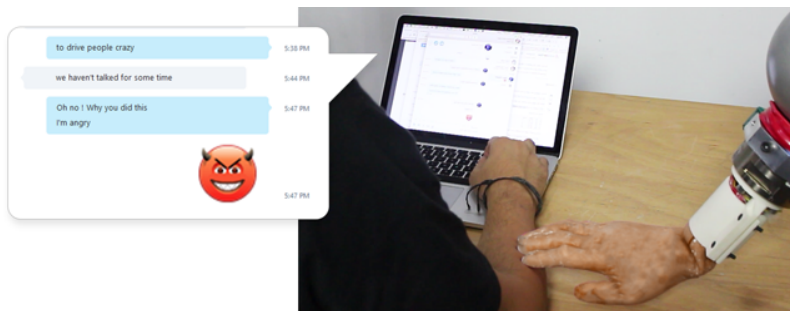 to drive people crazy
5:38 PM
we haven't talked for some time
5:44 PM
Oh no ! Why you did this
5:47 PM
I'm angry
5:47 PM